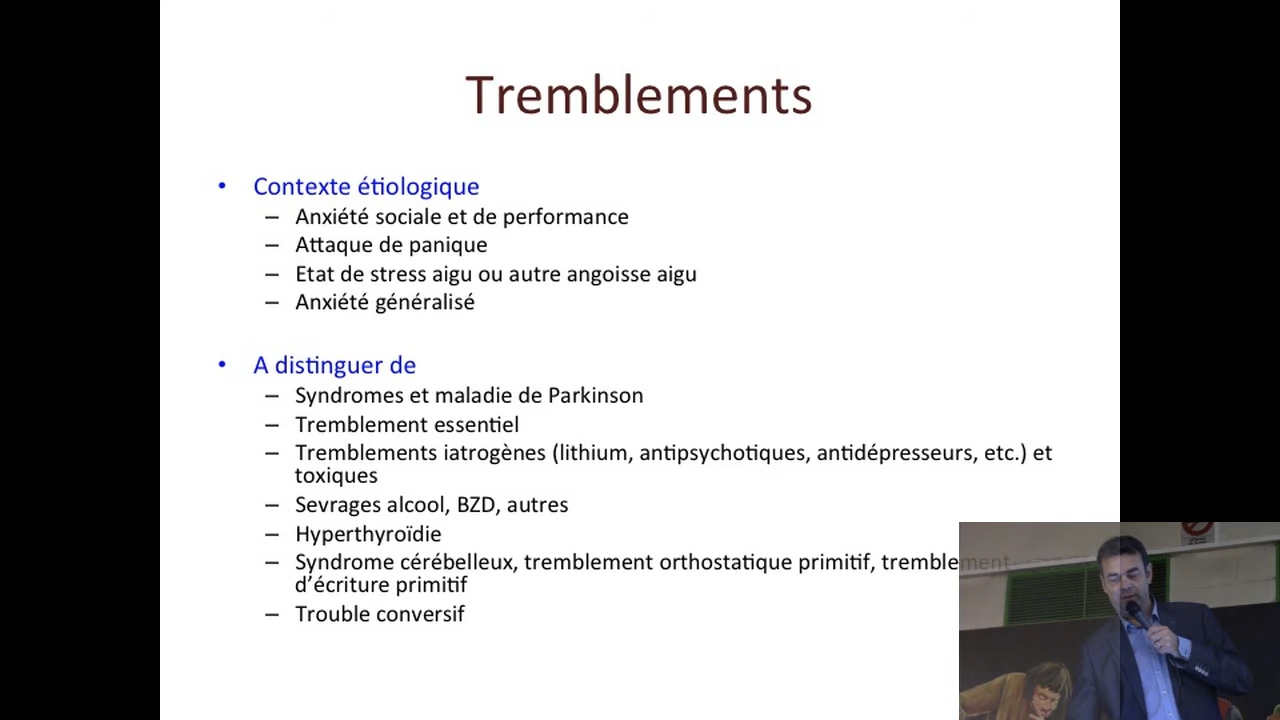 Tremblements
• Contexte étiologique
– Anxiété sociale et de performance
– Attaque de panique
– Etat de stress aigu ou autre angoisse aigu
– Anxiété généralisé
• A distinguer de
– Syndromes et maladie de Parkinson
– Tremblement essentiel
– Tremblements iatrogènes (lithium, antipsychotiques, antidépresseurs, etc.) et
toxiques
– Sevrages alcool, BZD, autres
– Hyperthyroïdie
– Syndrome cérébelleux, tremblement orthostatique primitif, tremblement
d’écriture primitif
– Trouble conversif